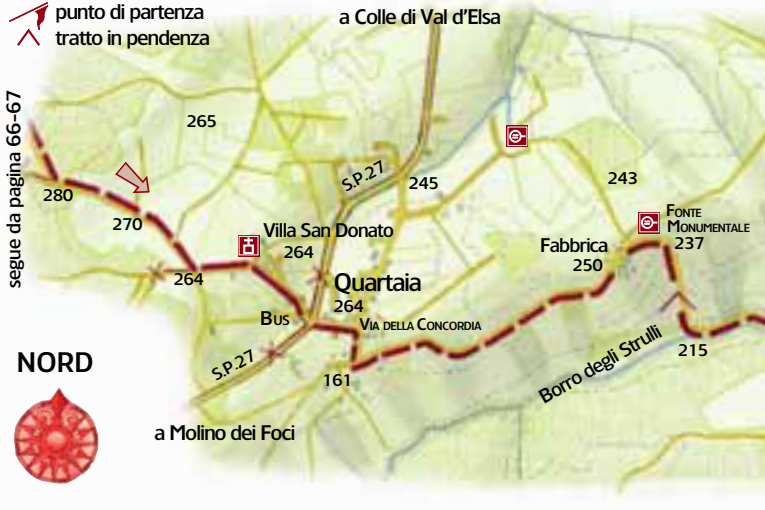 punto di partenza
tratto in pendenza
a Colle di Val d'Elsa
segue da pagina 66-67
265
S.P.27
245
243
280
270
Villa San Donato
264
264
Fonte
Monumentale
237
Fabbrica
250
Quartaia
264
Bus
Via della Concordia
NORD
S.P.27
161
Borro degli Strulli
215
a Molino dei Foci